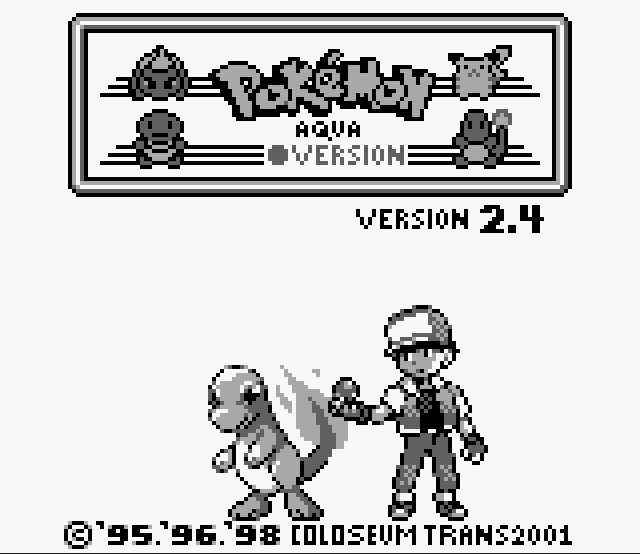 POKéMON
AQUA
VERSION
VERSION 2.4
©'95.'96.'98 COLOSEUM TRANS2001